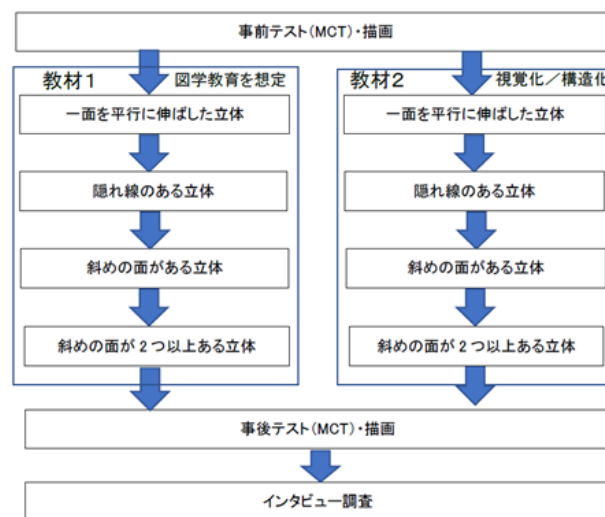 事前テスト(MCT)・描画
教材1 図学教育を想定
一面を平行に伸ばした立体
隠れ線のある立体
斜めの面がある立体
斜めの面が2つ以上ある立体
教材2 視覚化/構造化
一面を平行に伸ばした立体
隠れ線のある立体
斜めの面がある立体
斜めの面が2つ以上ある立体
事後テスト(MCT)・描画
インタビュー調査